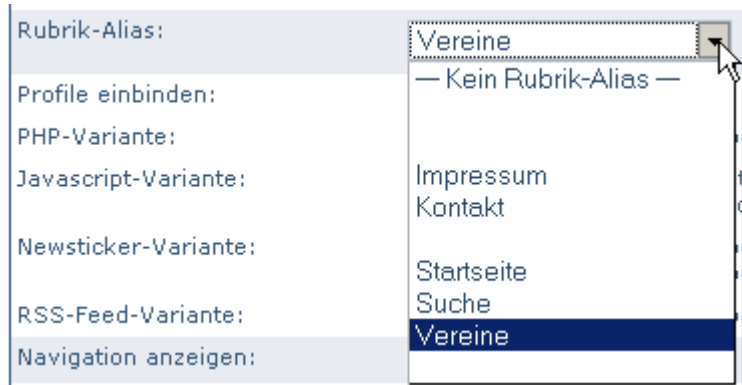 Rubrik-Alias:
Vereine
— Kein Rubrik-Alias —
Profile einbinden:
PHP-Variante:
Javascript-Variante:
Impressum
Kontakt
Newsticker-Variante:
Startseite
Suche
RSS-Feed-Variante:
Vereine
Navigation anzeigen: